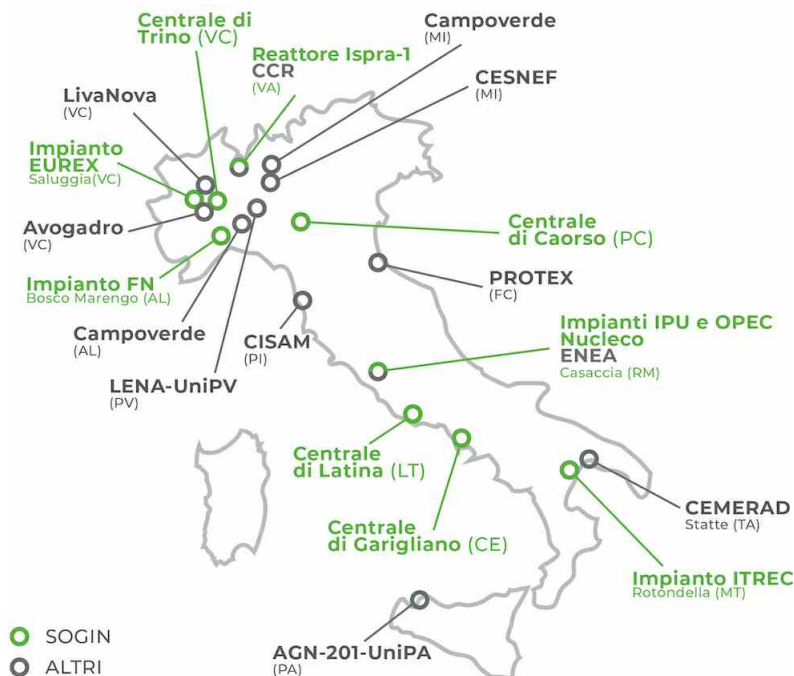 Centrale di
Trino (VC)
Campoverde
(MI)
Reattore Ispra-1
CCR
(VA)
CESNEF
(MI)
LivaNova
(VC)
Impianto
EUREX
Saluggia(VC)
Avogadro
(VC)
Centrale
di Caorso (PC)
Impianto FN
Bosco Marengo (AL)
PROTEX
(FC)
Campoverde
(AL)
CISAM
(PI)
Impianti IPU e OPEC
Nucleco
ENEA
Casaccia (RM)
LENA-UniPV
(PV)
Centrale
di Latina (LT)
CEMERAD
Statte (TA)
Centrale
di Garigliano (CE)
Impianto ITREC
Rotondella (MT)
AGN-201-UniPA
(PA)
SOGIN
ALTRI